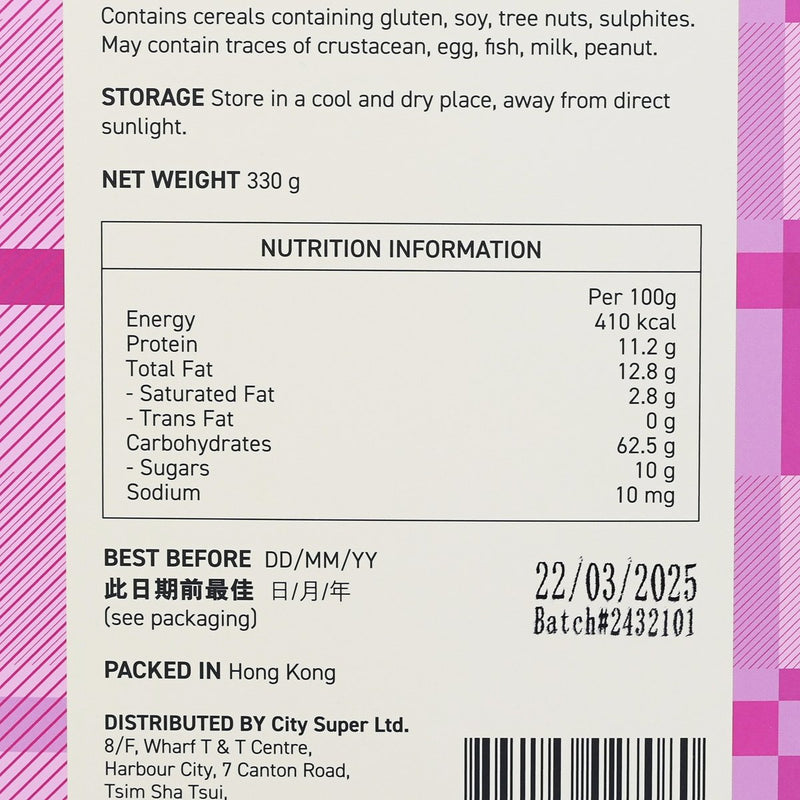 Contains cereals containing gluten, soy, tree nuts, sulphites.
May contain traces of crustacean, egg, fish, milk, peanut.
STORAGE Store in a cool and dry place, away from direct
sunlight.
NET WEIGHT 330 g
NUTRITION INFORMATION
Per 100g
Energy 410 kcal
Protein 11.2 g
Total Fat 12.8 g
- Saturated Fat 2.8 g
- Trans Fat 0 g
Carbohydrates 62.5 g
- Sugars 10 g
Sodium 10 mg
BEST BEFORE DD/MM/YY
此日期前最佳 日/月/年
(see packaging)
22/03/2025
Batch#2432101
PACKED IN Hong Kong
DISTRIBUTED BY City Super Ltd.
8/F, Wharf T & T Centre,
Harbour City, 7 Canton Road,
Tsim Sha Tsui,